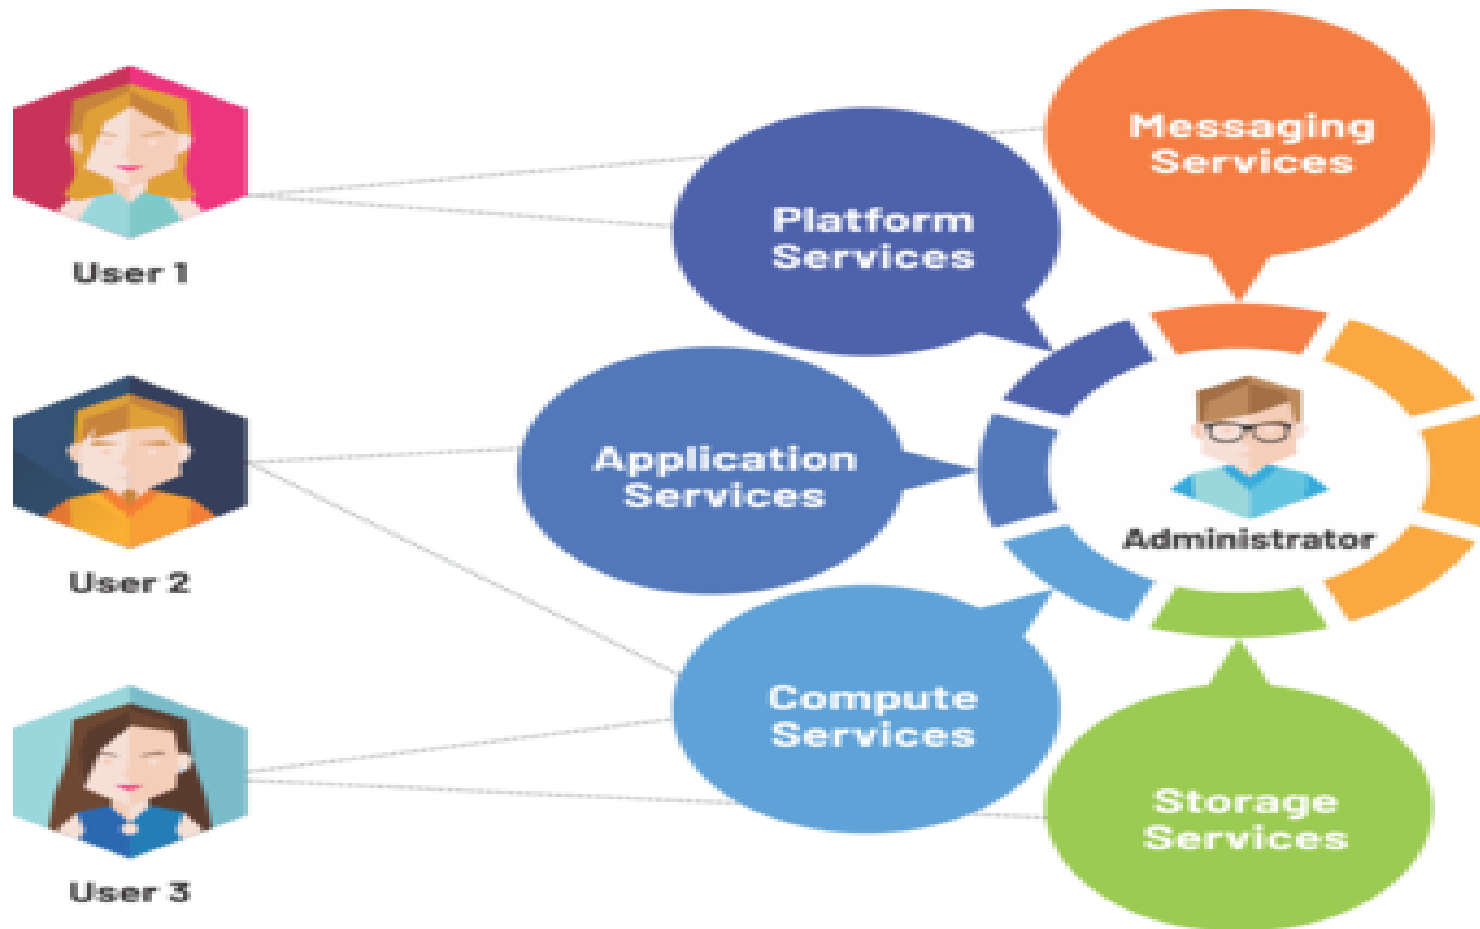 Messaging
Services
Platform
Services
User 1
Application
Services
Administrator
User 2
Compute
Services
Storage
Services
User 3